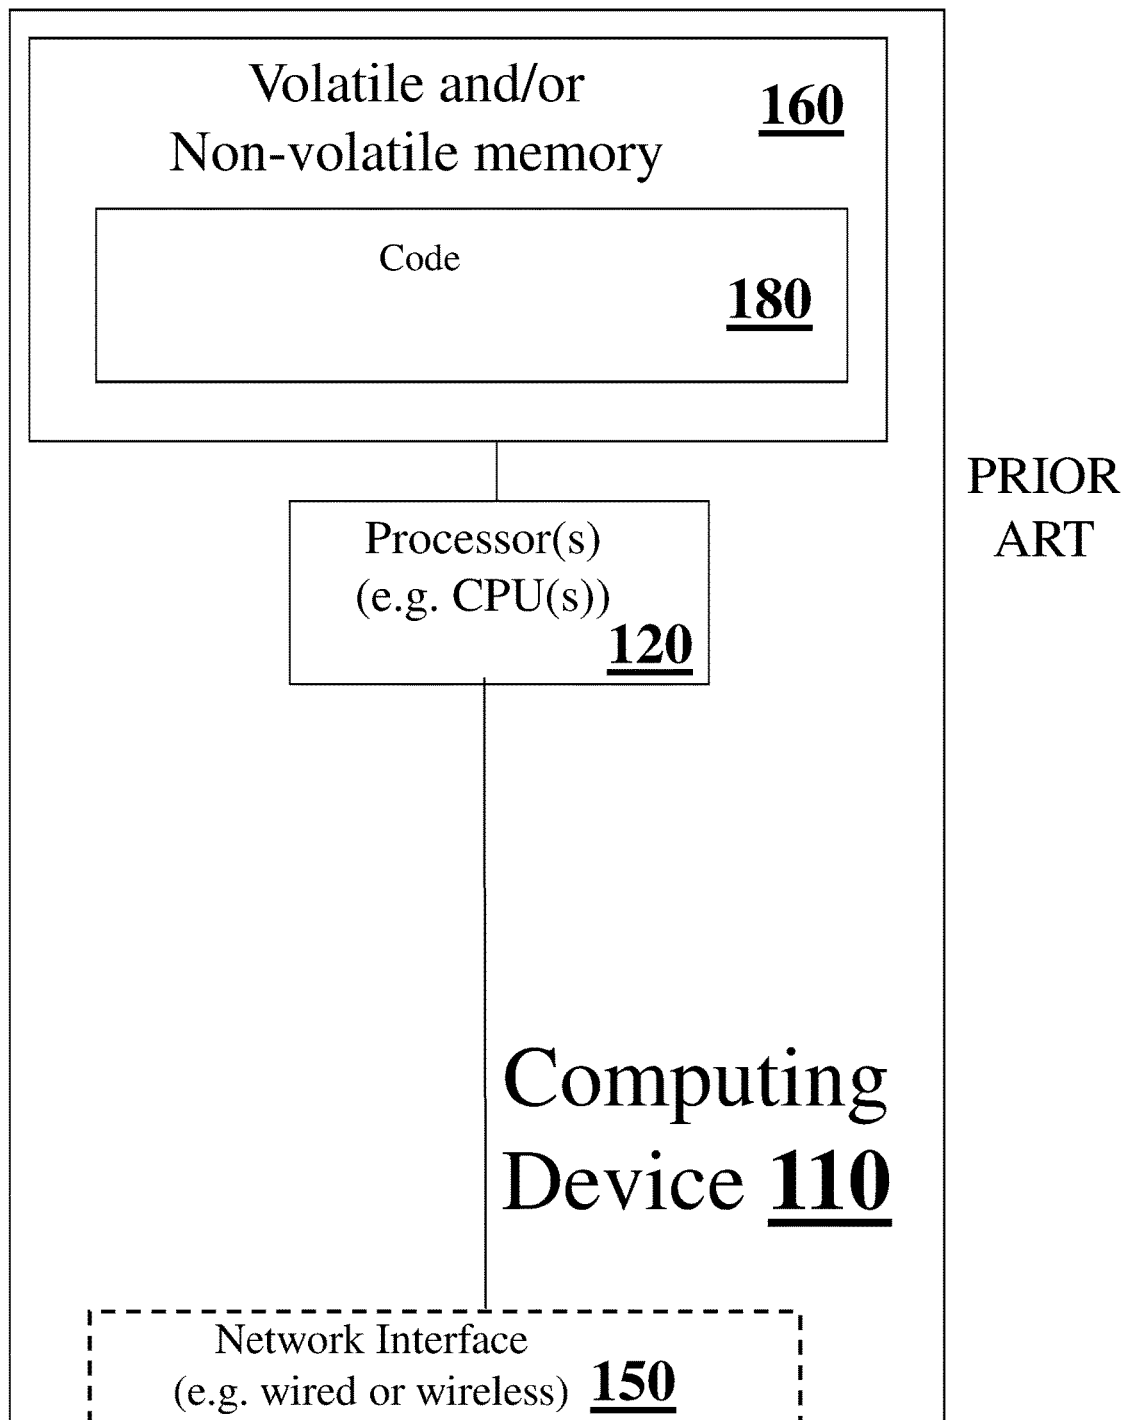 Volatile and/or
Non-volatile memory
160
Code
180
PRIOR
ART
Processor(s)
(e.g. CPU(s))
120
Computing
Device 110
Network Interface
(e.g. wired or wireless) 150